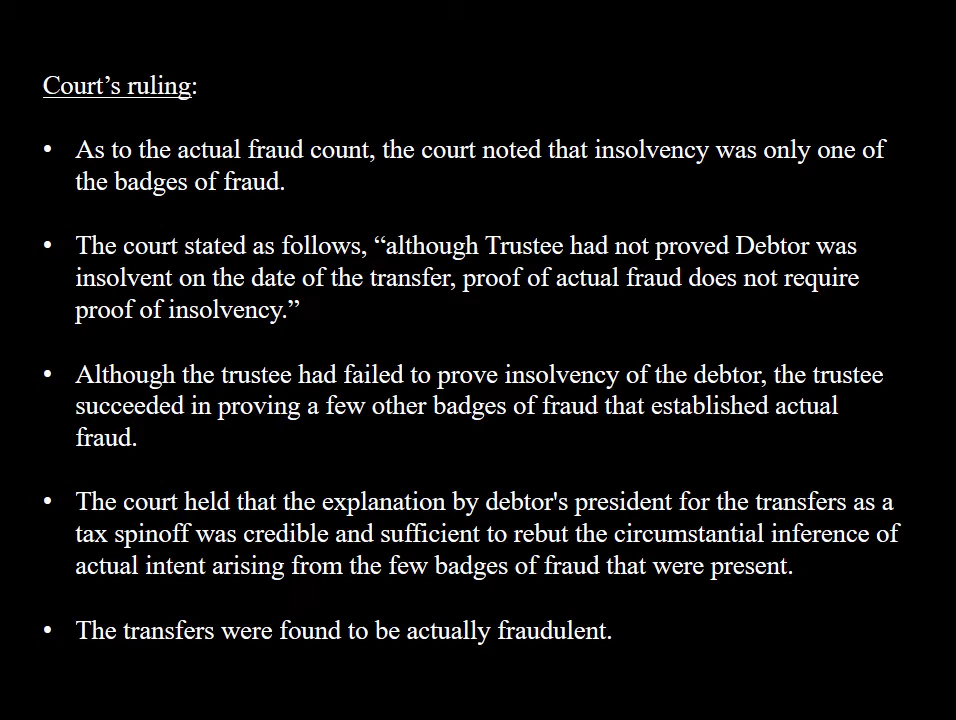 Court’s ruling:
• As to the actual fraud count, the court noted that insolvency was only one of
the badges of fraud.
• The court stated as follows, “although Trustee had not proved Debtor was
insolvent on the date of the transfer, proof of actual fraud does not require
proof of insolvency.”
• Although the trustee had failed to prove insolvency of the debtor, the trustee
succeeded in proving a few other badges of fraud that established actual
fraud.
• The court held that the explanation by debtor's president for the transfers as a
tax spinoff was credible and sufficient to rebut the circumstantial inference of
actual intent arising from the few badges of fraud that were present.
• The transfers were found to be actually fraudulent.